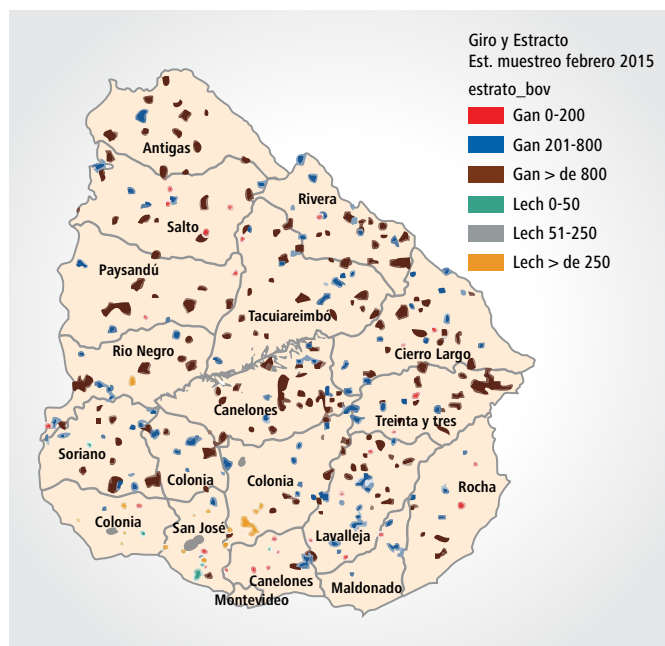 Giro y Estracto
Est. muestreo febrero 2015
estrato_bov
Gan 0-200
Gan 201-800
Gan > de 800
Lech 0-50
Lech 51-250
Lech > de 250
Antigas
Rivera
Salto
Paysandú
Tacuiareimbó
Rio Negro
Cierro Largo
Canelones
Treinta y tres
Soriano
Colonia
Colonia
Rocha
Colonia
San José
Lavalleja
Canelones
Maldonado
Montevideo